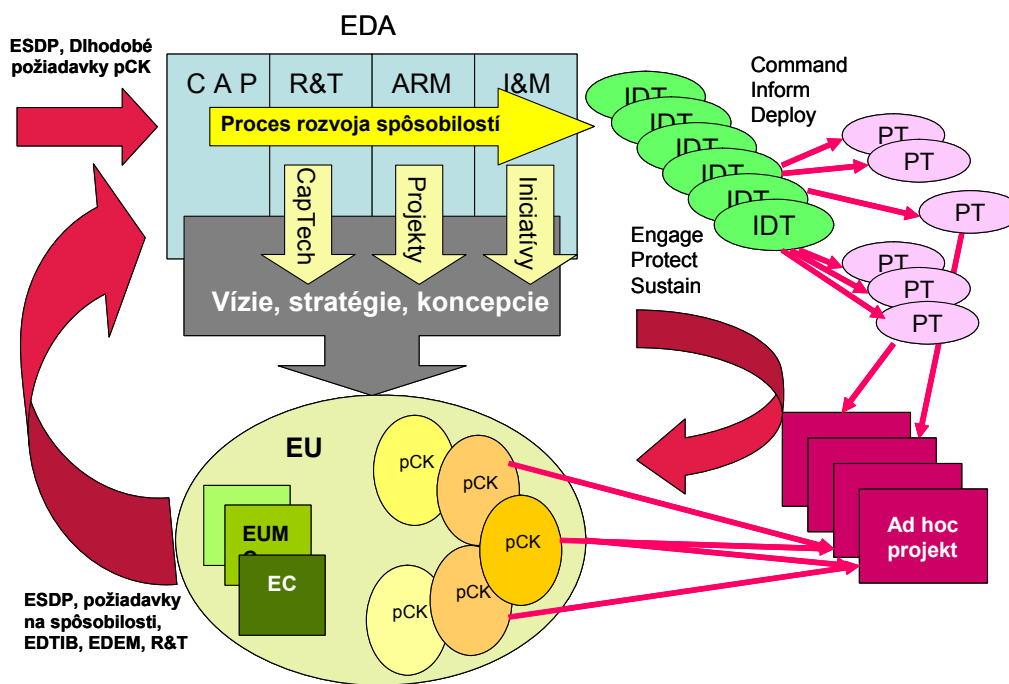 EDA
ESDP, Dlhodobé
požiadavky pCK
C A P
R&T
ARM
I&M
Proces rozvoja spôsobilostí
CapTech
Projekty
Iniciatívy
Vízie, stratégie, koncepcie
IDT
IDT
IDT
IDT
IDT
IDT
Command
Inform
Deploy
PT
PT
PT
Engage
Protect
Sustain
PT
PT
PT
EU
pCK
pCK
pCK
pCK
pCK
EUM
EC
Ad hoc
projekt
ESDP, požiadavky
na spôsobilosti,
EDTIB, EDEM, R&T